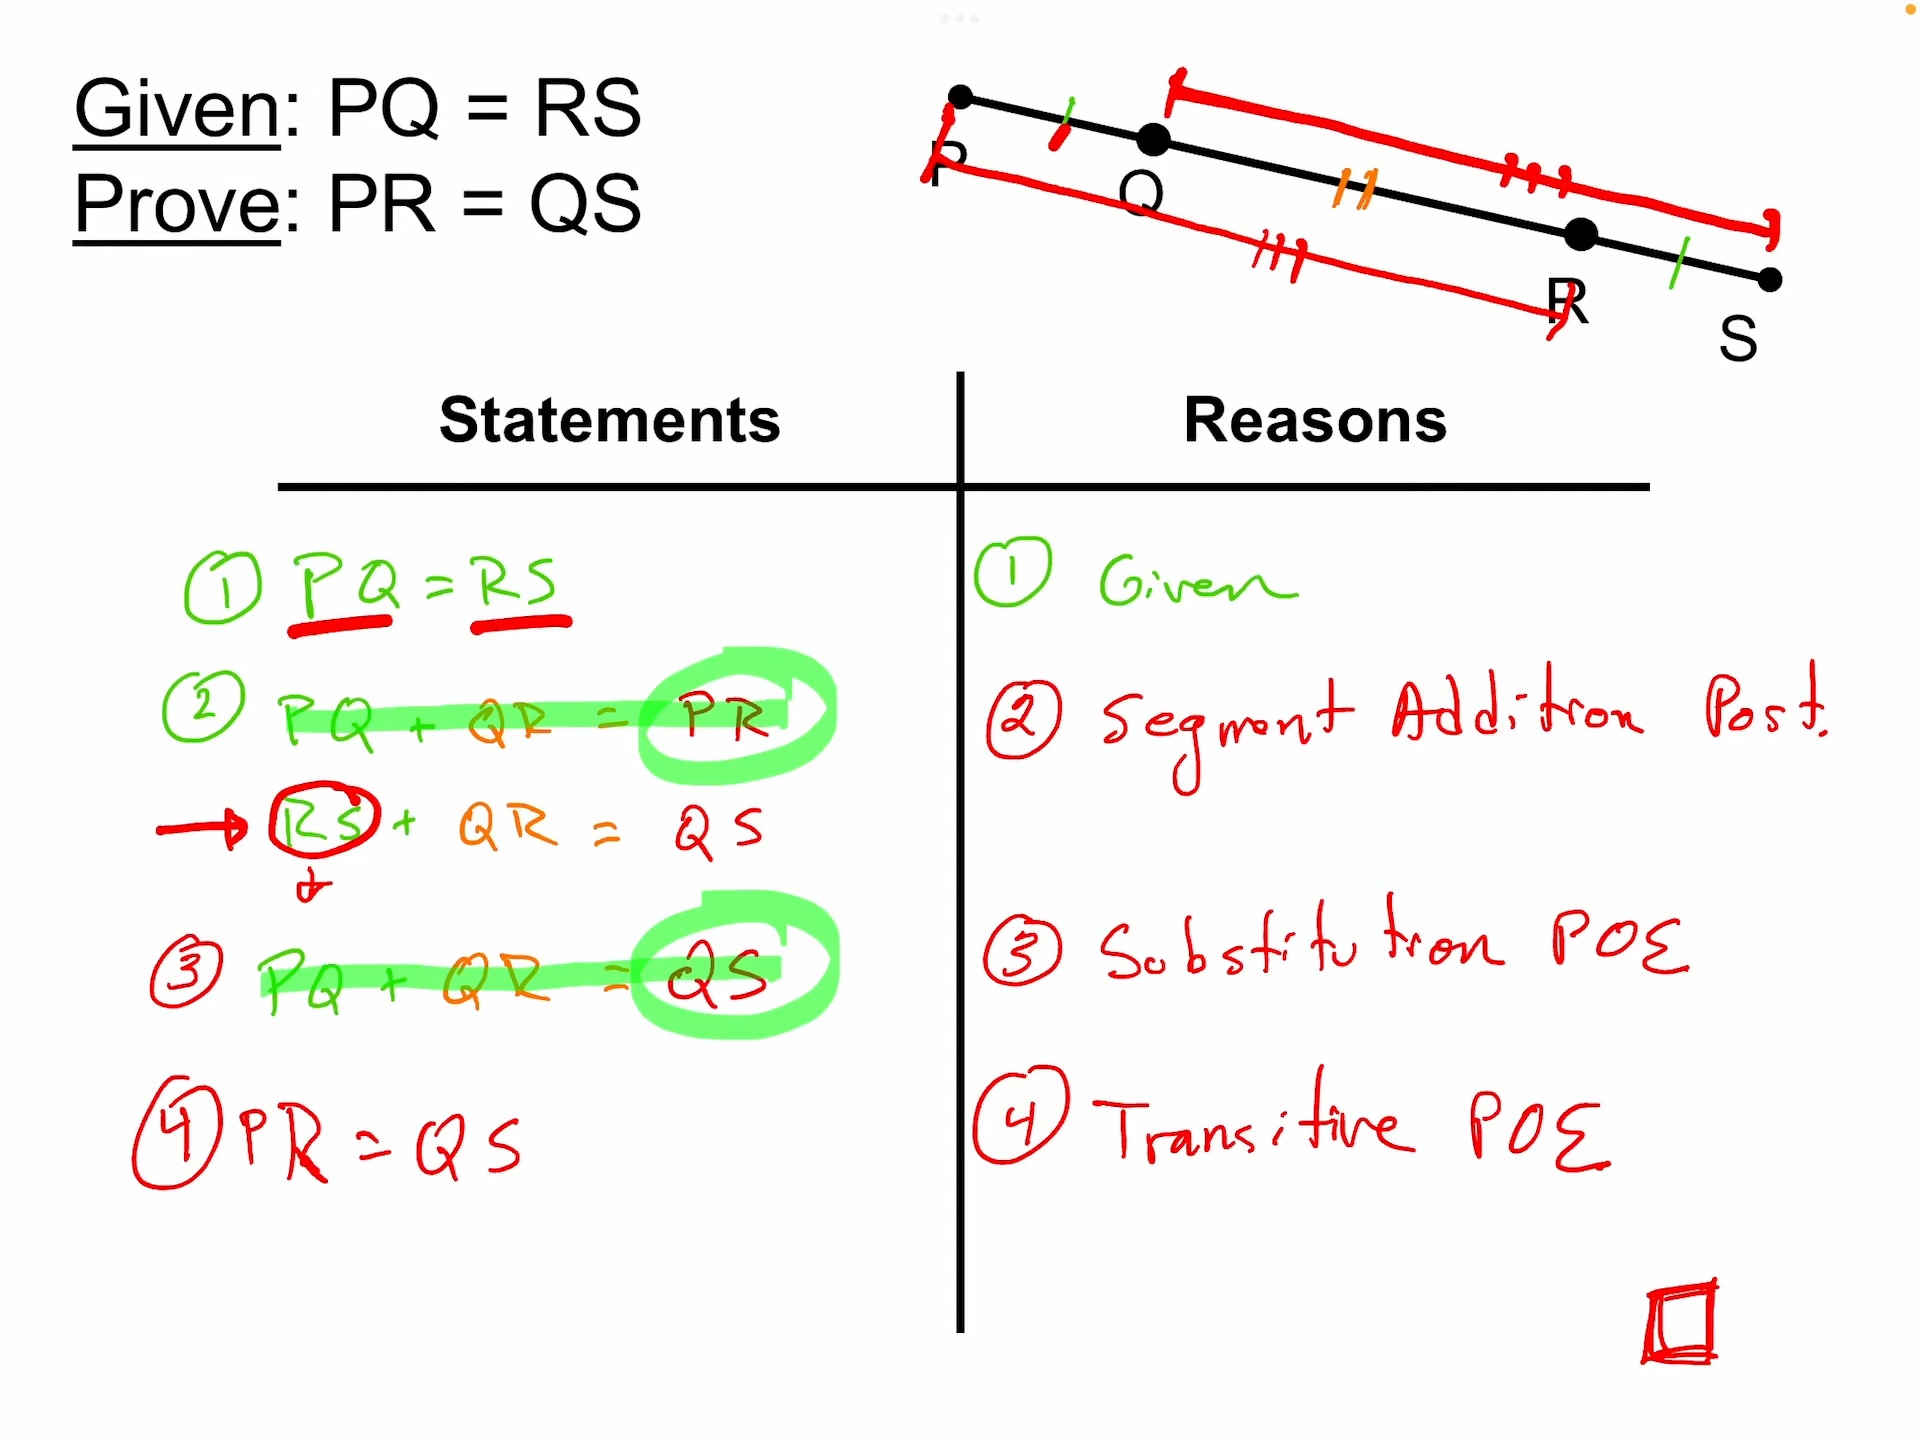 Given: PQ = RS
Prove: PR = QS
P
Q
R
S
Statements
Reasons
① PQ = RS
① Given
② PQ + QR = PR
② Segment Addition Post.
→ RS + QR = QS
③ PQ + QR = QS
③ Substitution POE
④ PR = QS
④ Transitive POE